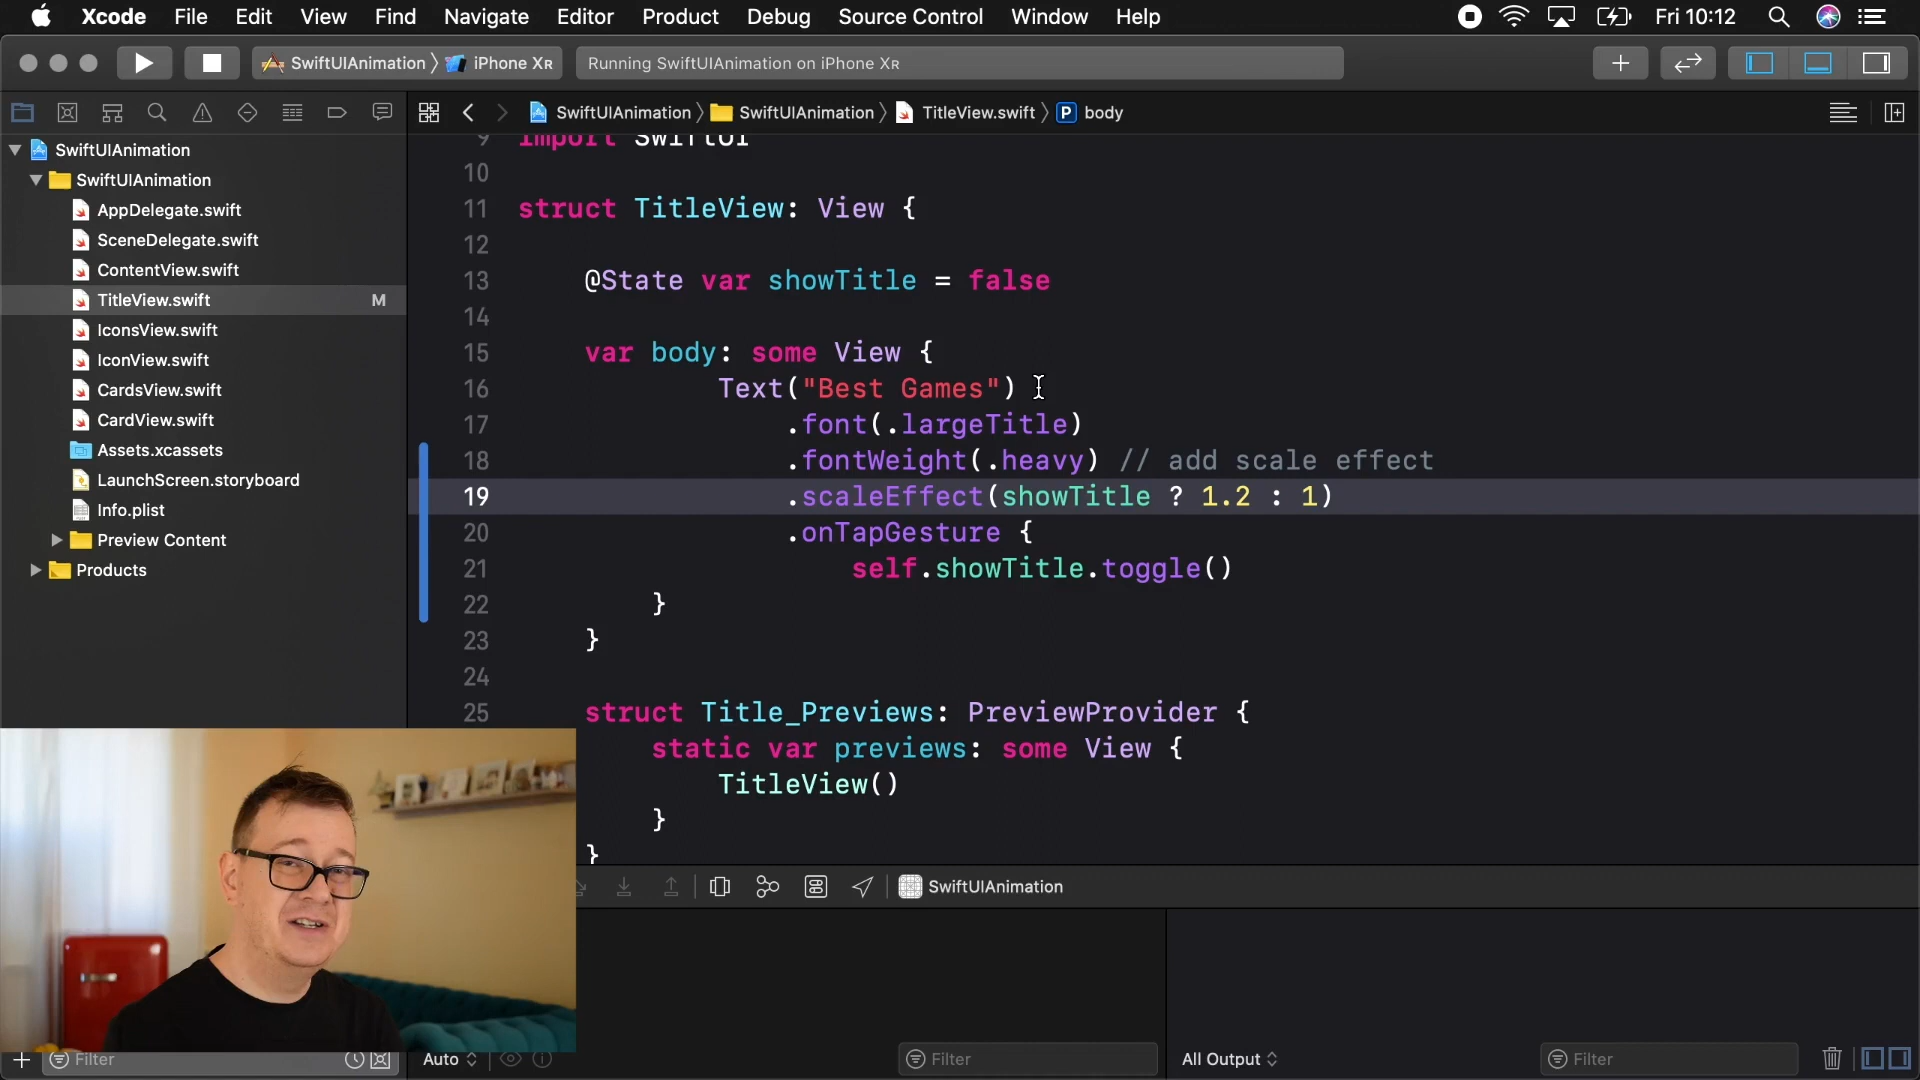 Xcode File Edit View Find Navigate Editor Product Debug Source Control Window Help Fri 10:12
SwiftUIAnimation iPhone XR Running SwiftUIAnimation on iPhone XR
SwiftUIAnimation SwiftUIAnimation TitleView.swift P body
SwiftUIAnimation
SwiftUIAnimation
AppDelegate.swift
SceneDelegate.swift
ContentView.swift
TitleView.swift M
IconsView.swift
IconView.swift
CardsView.swift
CardView.swift
Assets.xcassets
LaunchScreen.storyboard
Info.plist
Preview Content
Products
9 import SwiftUI
10
11 struct TitleView: View {
12
13 @State var showTitle = false
14
15 var body: some View {
16 Text("Best Games")
17 .font(.largeTitle)
18 .fontWeight(.heavy) // add scale effect
19 .scaleEffect(showTitle ? 1.2 : 1)
20 .onTapGesture {
21 self.showTitle.toggle()
22 }
23 }
24
25 struct Title_Previews: PreviewProvider {
static var previews: some View {
TitleView()
}
}
SwiftUIAnimation
Filter Auto Filter All Output Filter